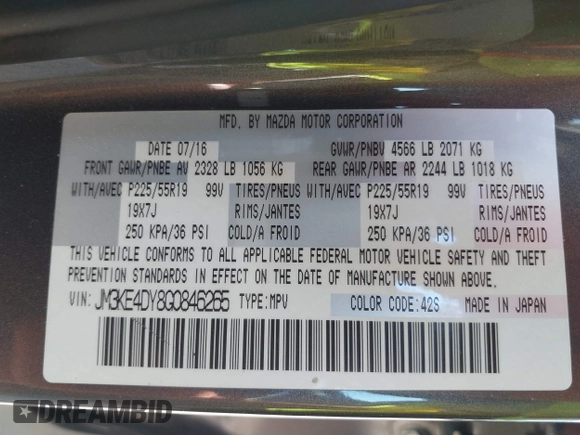 MFD. BY MAZDA MOTOR CORPORATION
DATE 07/16 GVWR/PNBV 4566 LB 2071 KG
FRONT GAWR/PNBE AV 2328 LB 1056 KG REAR GAWR/PNBE AR 2244 LB 1018 KG
WITH/AVEC P225/55R19 99V TIRES/PNEUS WITH/AVEC P225/55R19 99V TIRES/PNEUS
19X7J RIMS/JANTES 19X7J RIMS/JANTES
250 KPA/36 PSI COLD/A FROID 250 KPA/36 PSI COLD/A FROID
THIS VEHICLE CONFORMS TO ALL APPLICABLE FEDERAL MOTOR VEHICLE SAFETY AND THEFT
PREVENTION STANDARDS IN EFFECT ON THE DATE OF MANUFACTURE SHOWN ABOVE.
VIN: JM3KE4DY8G0846265 TYPE:MPV COLOR CODE:42S MADE IN JAPAN
DREAMBID